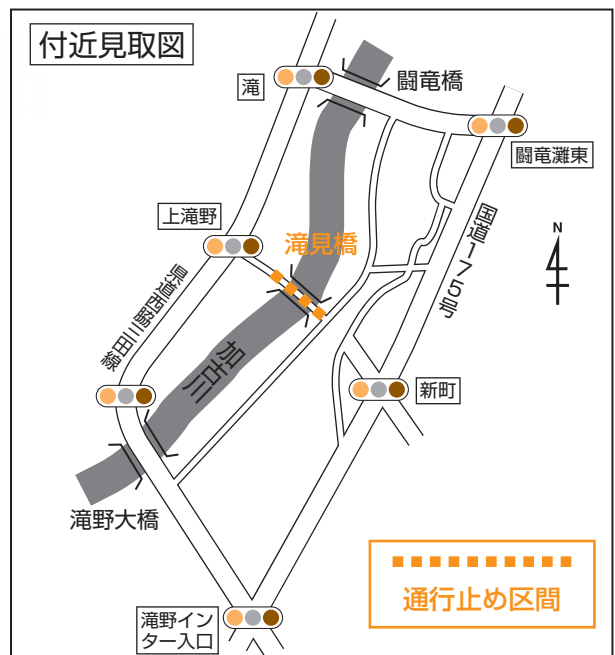 付近見取図
滝
闘竜橋
闘竜灘東
上滝野
滝見橋
国道175号
N
県道西脇三田線
加古川
新町
滝野大橋
滝野イン
ター入口
通行止め区間